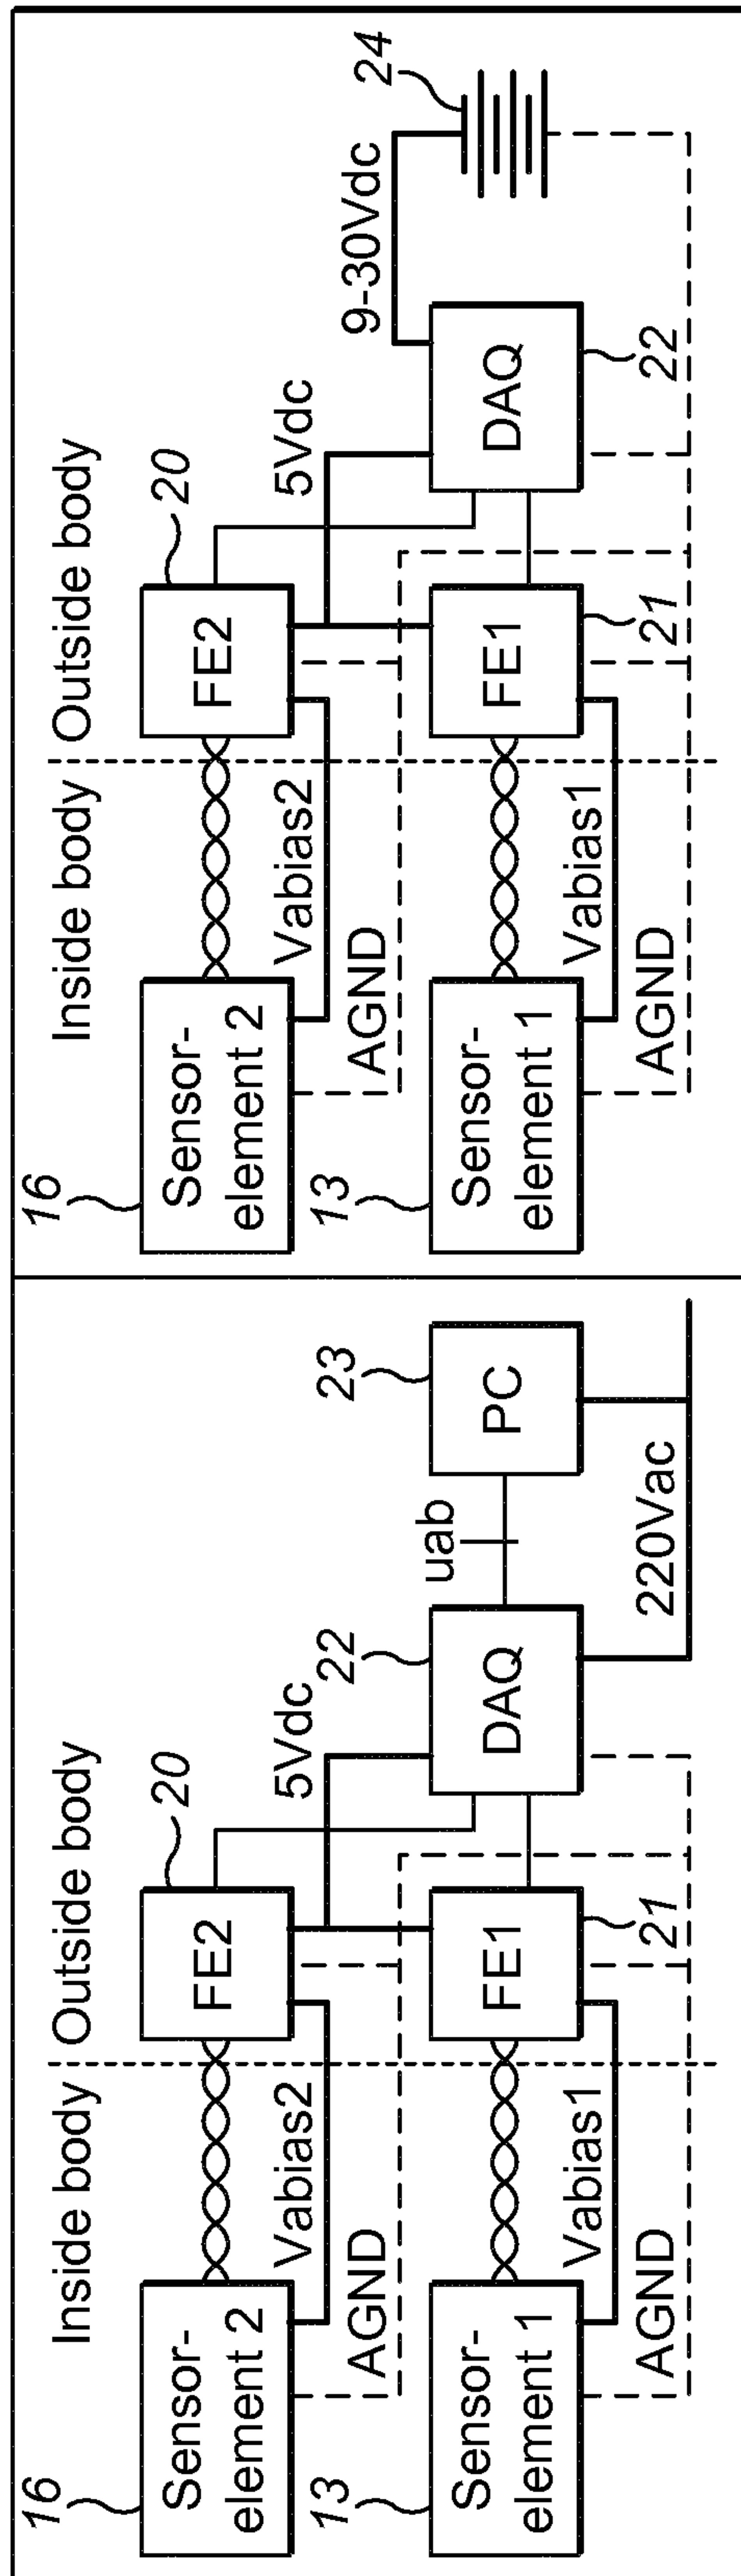 Inside body
Outside body
16
Sensor-
element 2
Vabias2
AGND
FE2
20
5Vdc
13
Sensor-
element 1
Vabias1
AGND
FE1
21
DAQ
22
uab
PC
23
220Vac
Inside body
Outside body
16
Sensor-
element 2
Vabias2
AGND
FE2
20
5Vdc
13
Sensor-
element 1
Vabias1
AGND
FE1
21
DAQ
22
9-30Vdc
24